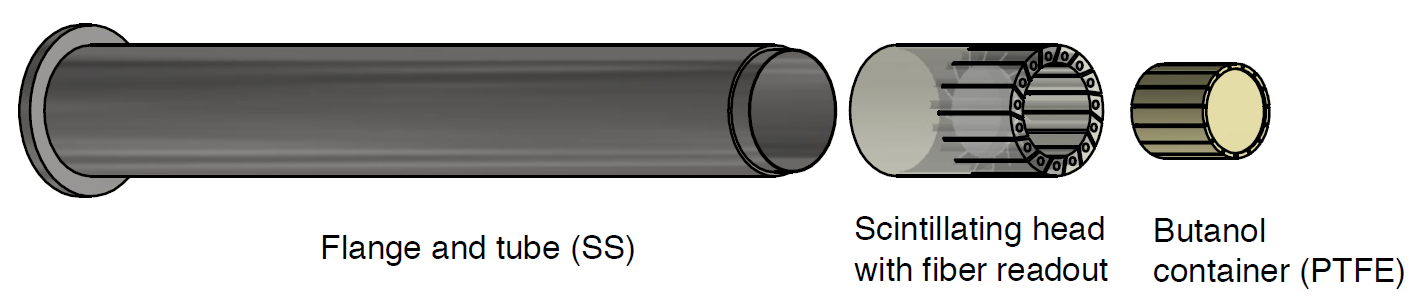 Flange and tube (SS)
Scintillating head
with fiber readout
Butanol
container (PTFE)